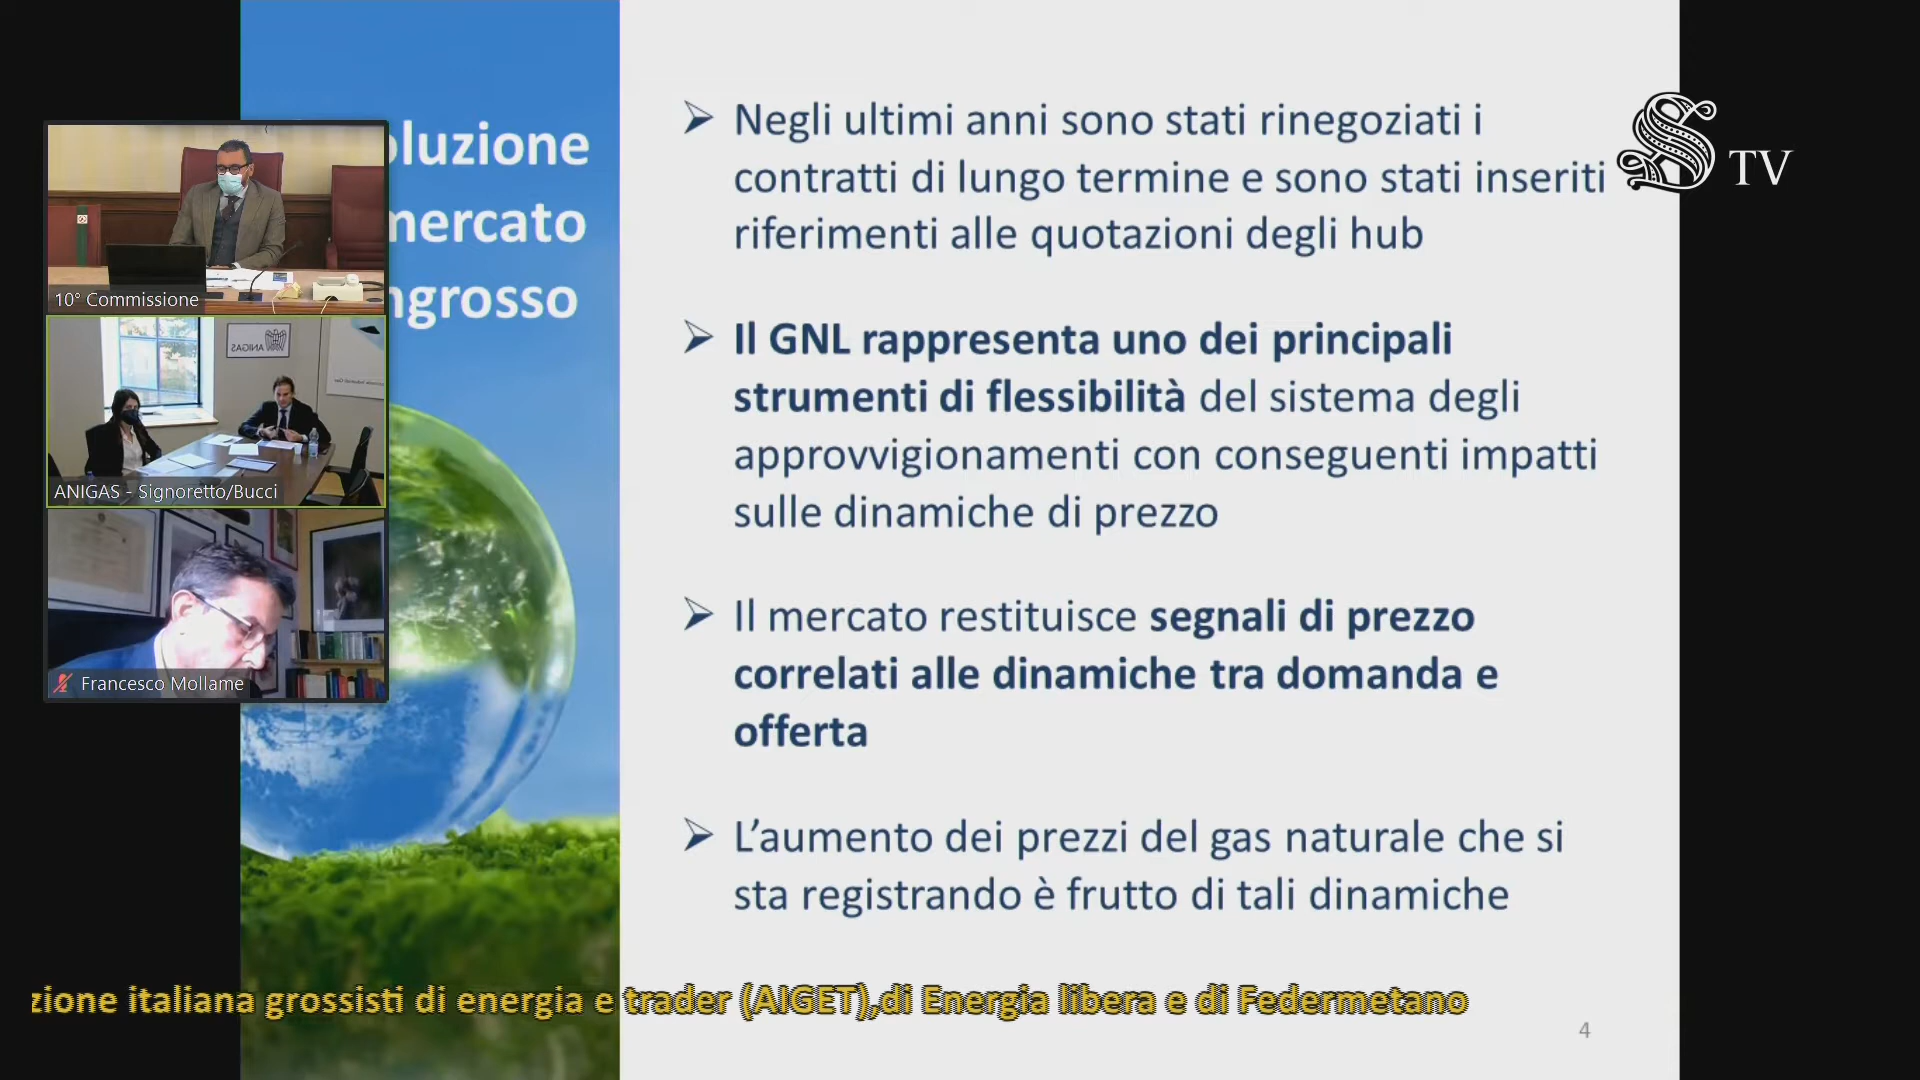 oluzione
mercato
ngrosso
Negli ultimi anni sono stati rinegoziati i
contratti di lungo termine e sono stati inseriti
riferimenti alle quotazioni degli hub
Il GNL rappresenta uno dei principali
strumenti di flessibilità del sistema degli
approvvigionamenti con conseguenti impatti
sulle dinamiche di prezzo
Il mercato restituisce segnali di prezzo
correlati alle dinamiche tra domanda e
offerta
L'aumento dei prezzi del gas naturale che si
sta registrando è frutto di tali dinamiche
4
S TV
10° Commissione
ANIGAS
ANIGAS - Signoretto/Bucci
Francesco Mollame
zione italiana grossisti di energia e trader (AIGET),di Energia libera e di Federmetano